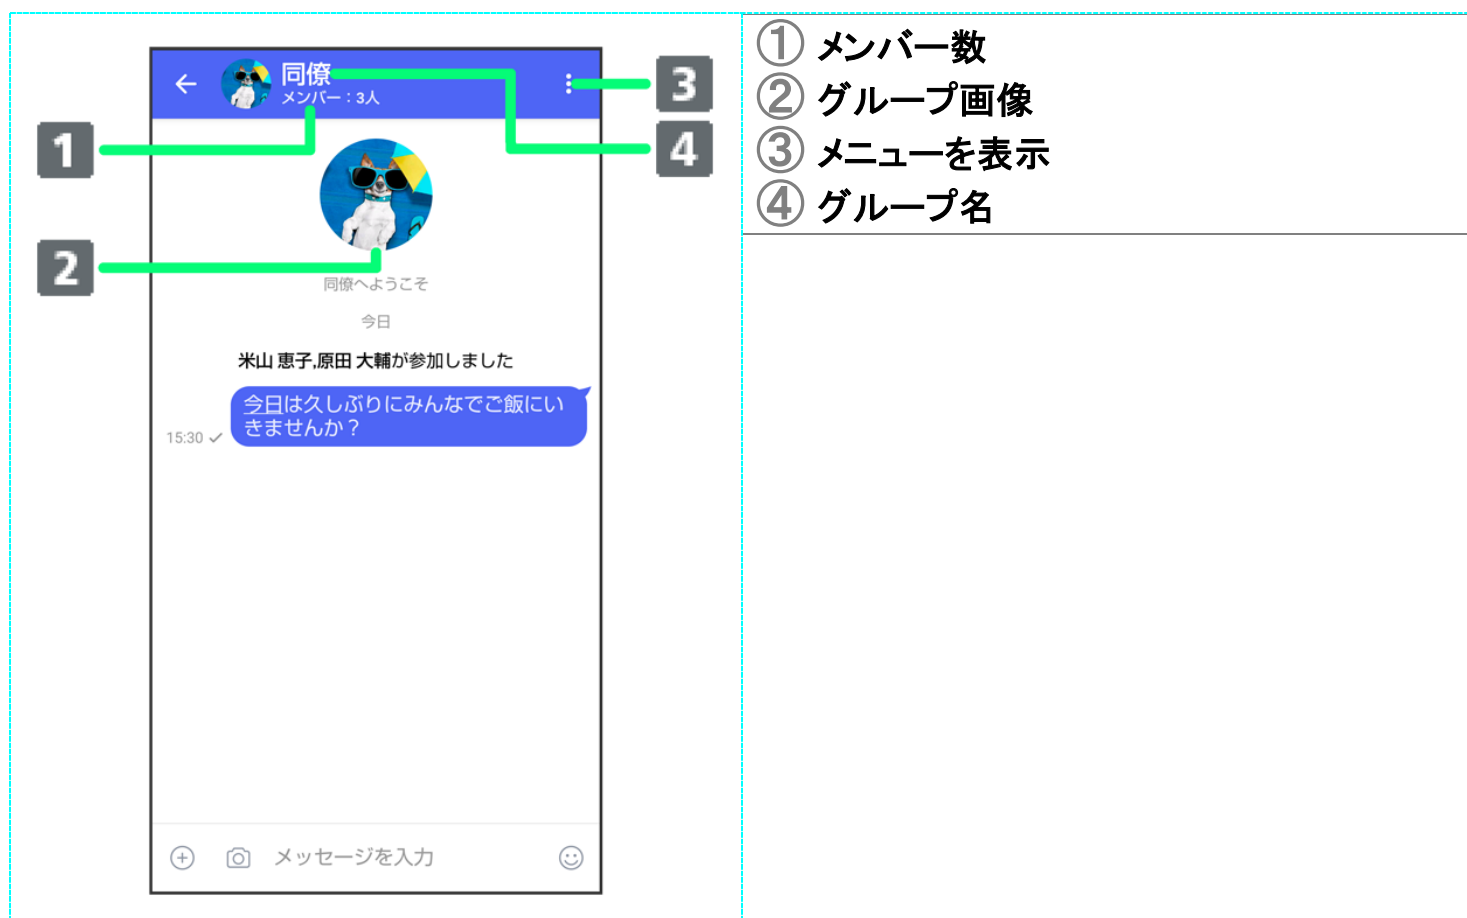 同僚
メンバー：3人
1
2
3
4
同僚へようこそ
今日
米山 恵子,原田 大輔が参加しました
今日は久しぶりにみんなでご飯にい
きませんか？
15:30
メッセージを入力
① メンバー数
② グループ画像
③ メニューを表示
④ グループ名